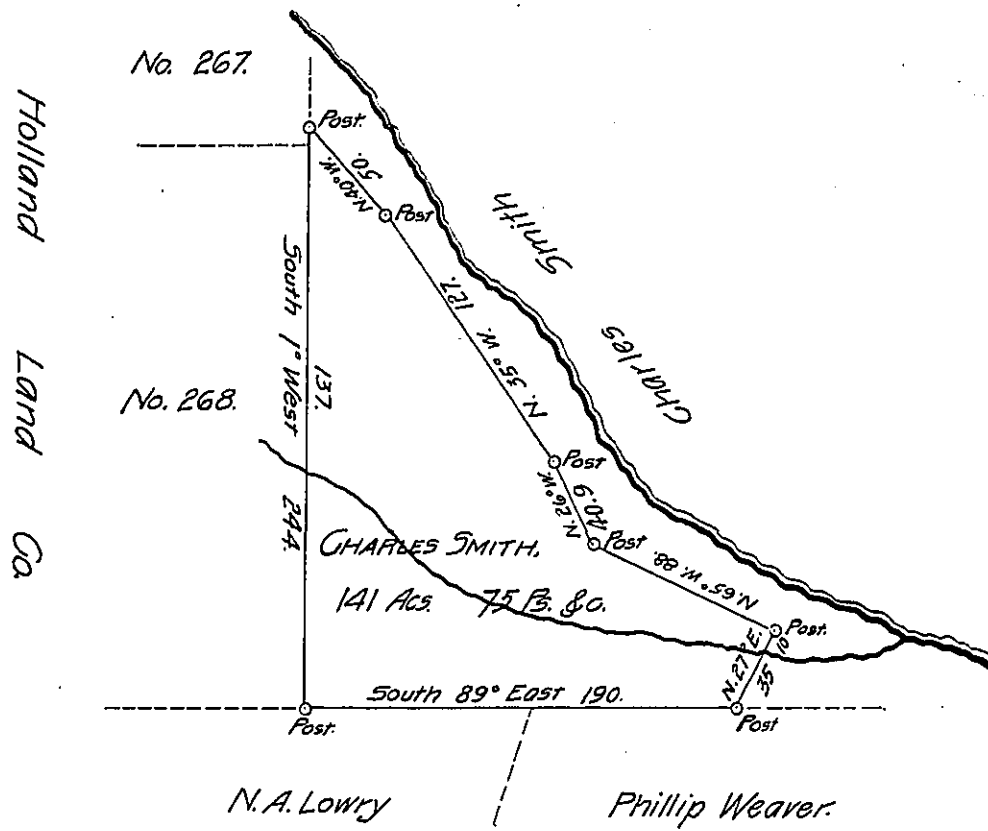 No. 267.
Holland Land Co.
Post.
N.40°W.
50.
Post
Charles Smith
South 1° West
137.
244.
N. 35° W. 127.
No. 268.
Post
N.26°W.
40.9
Post
N.65° W. 88.
CHARLES SMITH,
141 Acs. 75 Ps. &c.
Post.
N.27°E.
35
10
South 89° East 190.
Post.
Post
N.A. Lowry
Phillip Weaver.